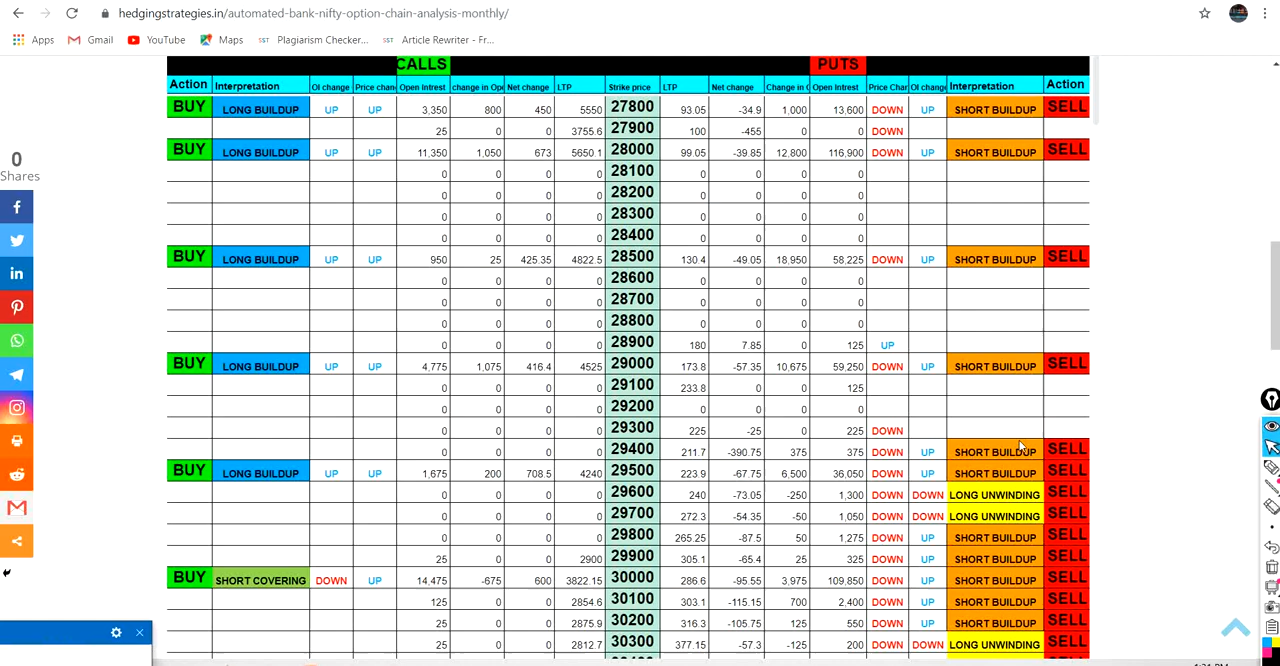 hedgingstrategies.in/automated-bank-nifty-option-chain-analysis-monthly/
Apps Gmail YouTube Maps SST Plagiarism Checker... SST Article Rewriter - Fr...
CALLS PUTS
Action Interpretation OI change Price chan Open Intrest change in Ope Net change LTP Strike price LTP Net change Change in O Open Intrest Price Char OI chang Interpretation Action
BUY LONG BUILDUP UP UP 3,350 800 450 5550 27800 93.05 -34.9 1,000 13,600 DOWN UP SHORT BUILDUP SELL
25 0 0 3755.6 27900 100 -455 0 0 DOWN
BUY LONG BUILDUP UP UP 11,350 1,050 673 5650.1 28000 99.05 -39.85 12,800 116,900 DOWN UP SHORT BUILDUP SELL
0 0 0 0 28100 0 0 0 0
0 0 0 0 28200 0 0 0 0
0 0 0 0 28300 0 0 0 0
0 0 0 0 28400 0 0 0 0
BUY LONG BUILDUP UP UP 950 25 425.35 4822.5 28500 130.4 -49.05 18,950 58,225 DOWN UP SHORT BUILDUP SELL
0 0 0 0 28600 0 0 0 0
0 0 0 0 28700 0 0 0 0
0 0 0 0 28800 0 0 0 0
0 0 0 0 28900 180 7.85 0 125 UP
BUY LONG BUILDUP UP UP 4,775 1,075 416.4 4525 29000 173.8 -57.35 10,675 59,250 DOWN UP SHORT BUILDUP SELL
0 0 0 0 29100 233.8 0 0 125
0 0 0 0 29200 0 0 0 0
0 0 0 0 29300 225 -25 0 225 DOWN
0 0 0 0 29400 211.7 -390.75 375 375 DOWN UP SHORT BUILDUP SELL
BUY LONG BUILDUP UP UP 1,675 200 708.5 4240 29500 223.9 -67.75 6,500 36,050 DOWN UP SHORT BUILDUP SELL
0 0 0 0 29600 240 -73.05 -250 1,300 DOWN DOWN LONG UNWINDING SELL
0 0 0 0 29700 272.3 -54.35 -50 1,050 DOWN DOWN LONG UNWINDING SELL
0 0 0 0 29800 265.25 -87.5 50 1,275 DOWN UP SHORT BUILDUP SELL
25 0 0 2900 29900 305.1 -65.4 25 325 DOWN UP SHORT BUILDUP SELL
BUY SHORT COVERING DOWN UP 14,475 -675 600 3822.15 30000 286.6 -95.55 3,975 109,850 DOWN UP SHORT BUILDUP SELL
125 0 0 2854.6 30100 303.1 -115.15 700 2,400 DOWN UP SHORT BUILDUP SELL
25 0 0 2875.9 30200 316.3 -105.75 125 550 DOWN UP SHORT BUILDUP SELL
25 0 0 2812.7 30300 377.15 -57.3 -125 200 DOWN DOWN LONG UNWINDING SELL
0
Shares